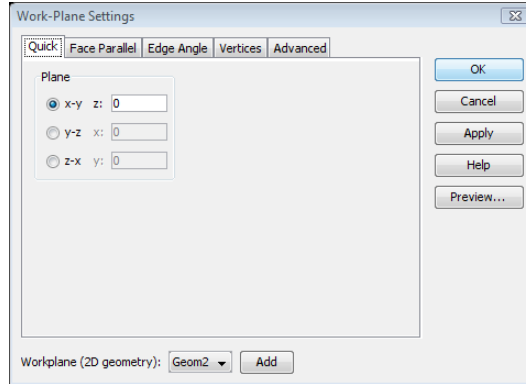 Work-Plane Settings
Quick Face Parallel Edge Angle Vertices Advanced
Plane
x-y z: 0
y-z x: 0
z-x y: 0
OK
Cancel
Apply
Help
Preview...
Workplane (2D geometry): Geom2 Add